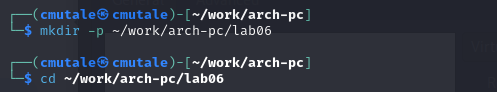 ┌──(cmutale㉿cmutale)-[~/work/arch-pc]
└─$ mkdir -p ~/work/arch-pc/lab06
┌──(cmutale㉿cmutale)-[~/work/arch-pc]
└─$ cd ~/work/arch-pc/lab06